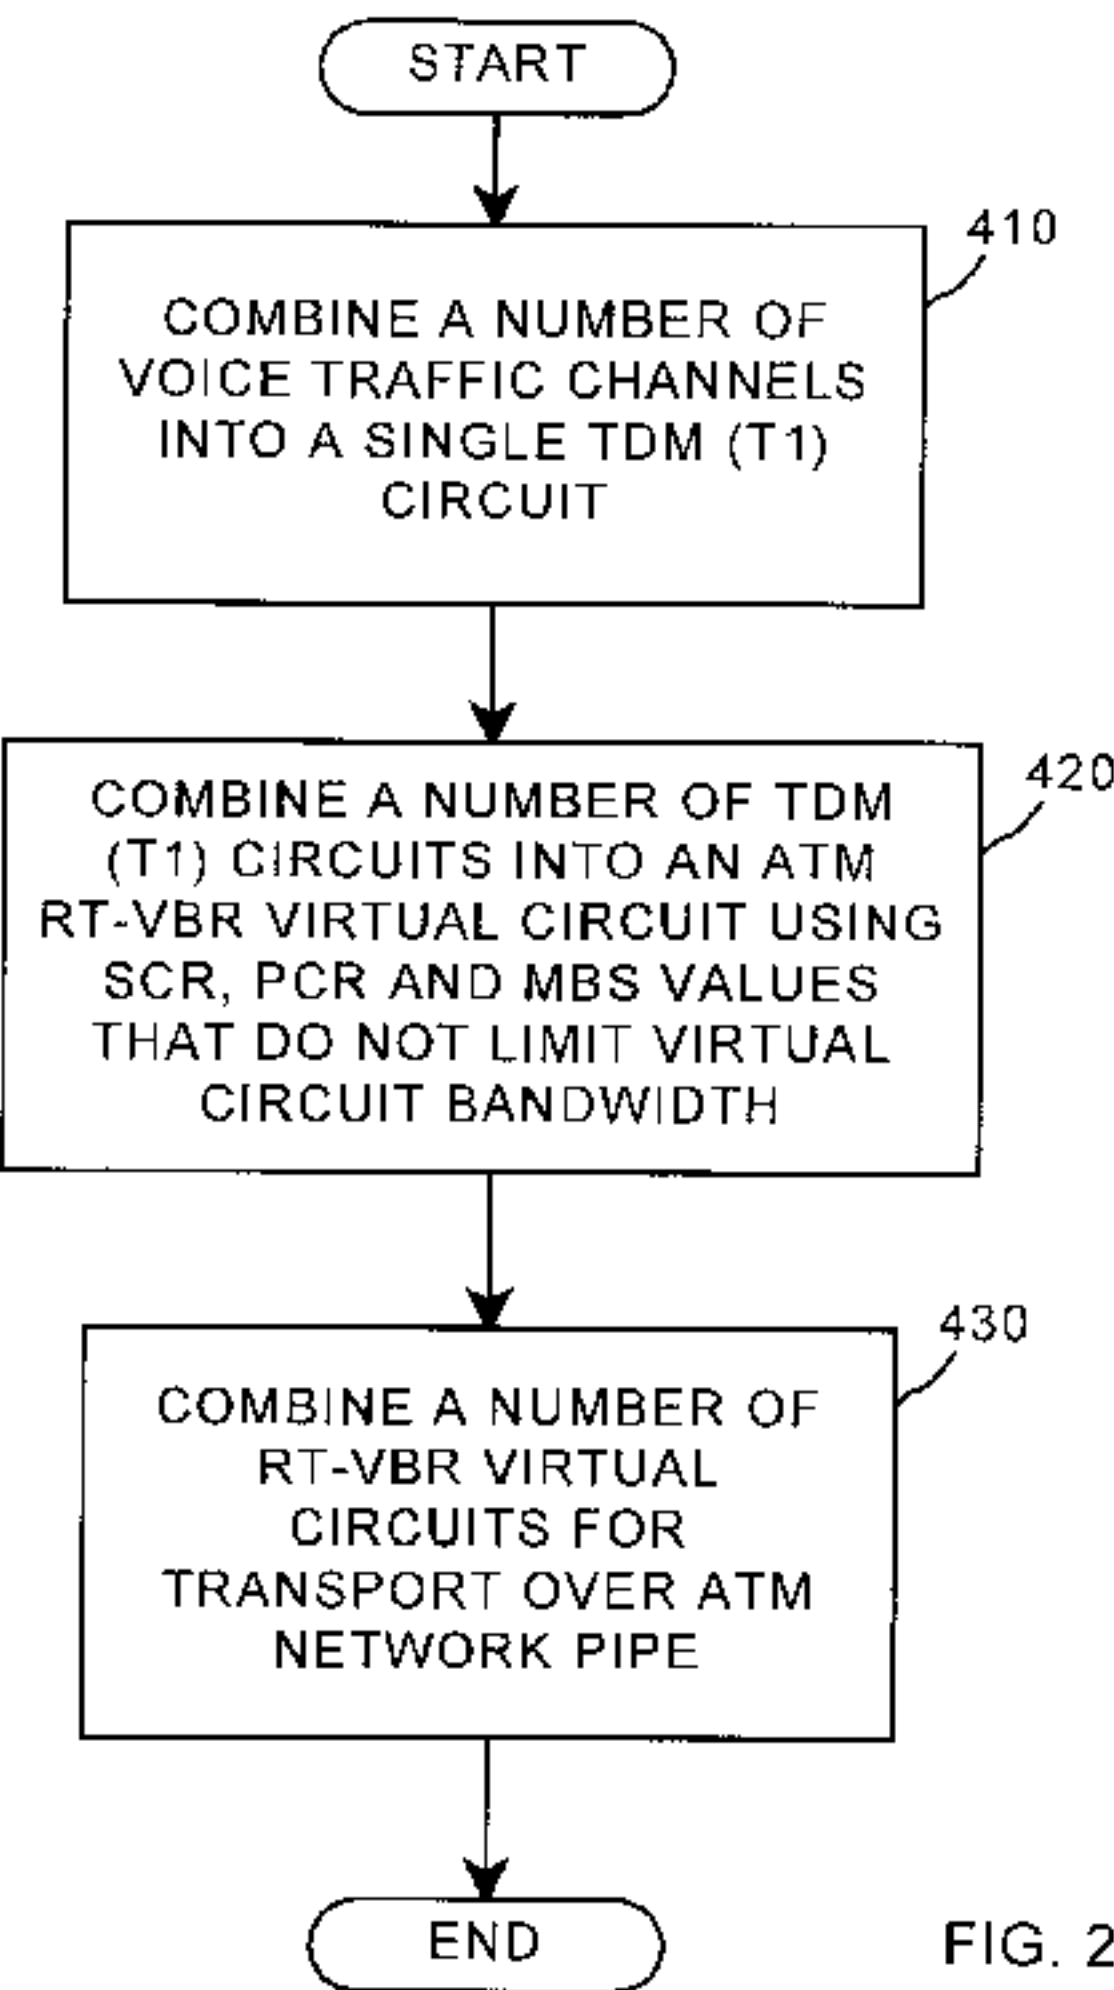 START
410
COMBINE A NUMBER OF
VOICE TRAFFIC CHANNELS
INTO A SINGLE TDM (T1)
CIRCUIT
420
COMBINE A NUMBER OF TDM
(T1) CIRCUITS INTO AN ATM
RT-VBR VIRTUAL CIRCUIT USING
SCR, PCR AND MBS VALUES
THAT DO NOT LIMIT VIRTUAL
CIRCUIT BANDWIDTH
430
COMBINE A NUMBER OF
RT-VBR VIRTUAL
CIRCUITS FOR
TRANSPORT OVER ATM
NETWORK PIPE
END
FIG. 2